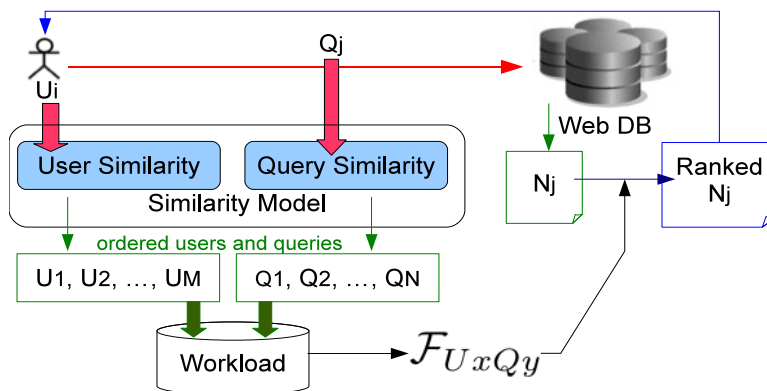 Qj
Ui
Web DB
User Similarity
Query Similarity
Similarity Model
Nj
Ranked
Nj
ordered users and queries
U1, U2, …, UM
Q1, Q2, …, QN
Workload
FUxQy